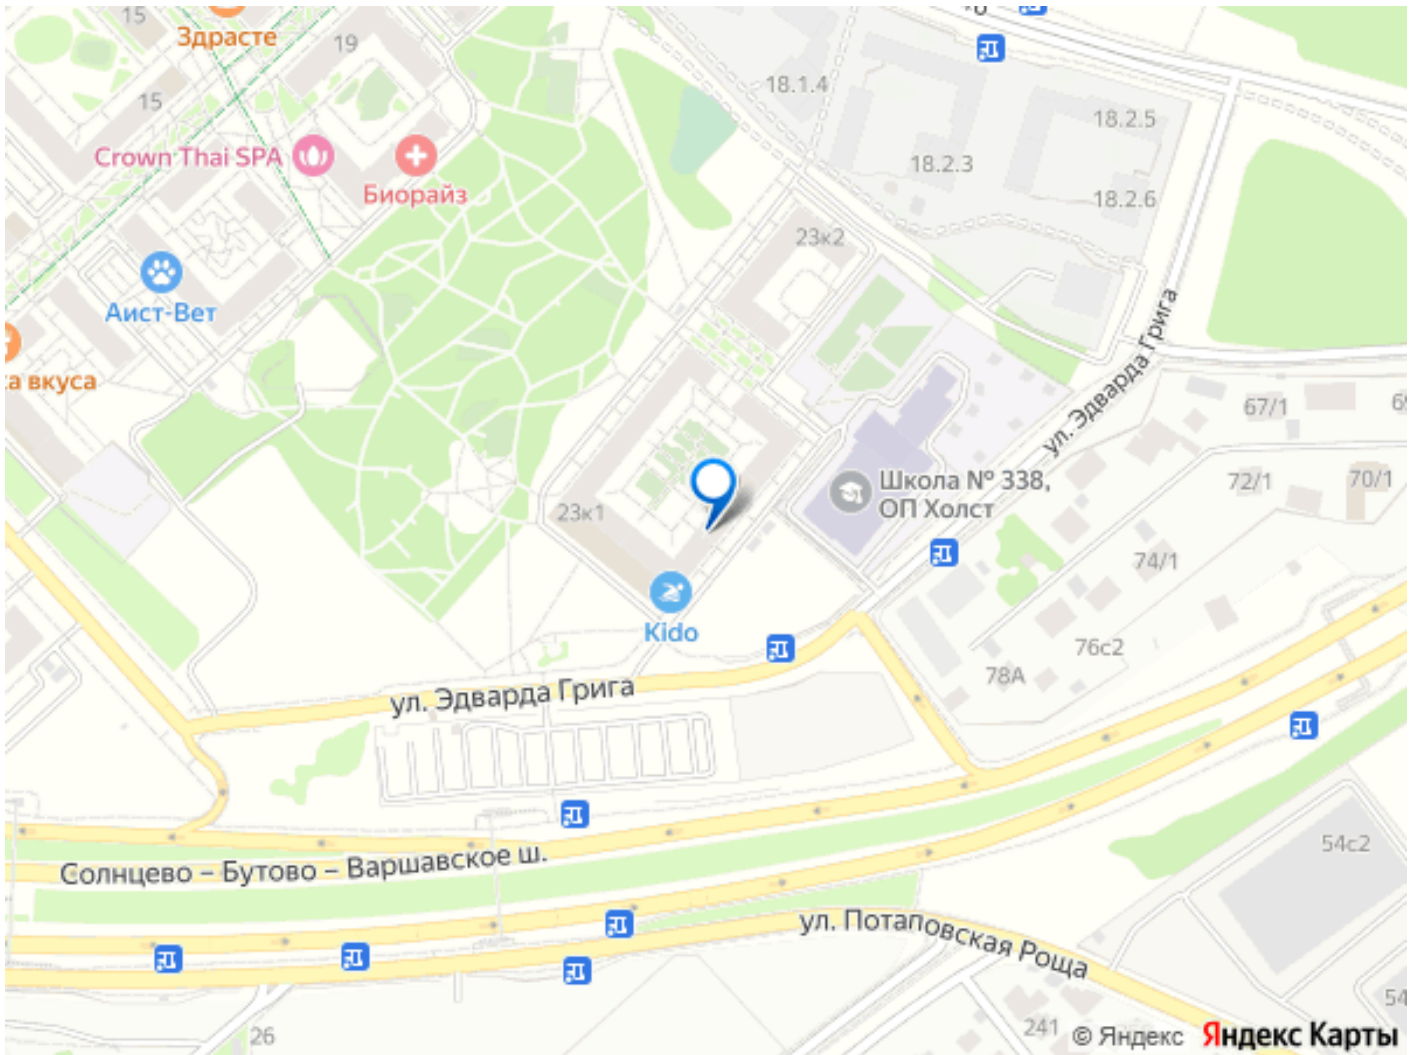 15
Здрасте
19
15
Crown Thai SPA
Биорайз
Аист-Вет
а вкуса
18.1.4
18.2.5
18.2.3
18.2.6
23к2
ул. Эдварда Грига
67/1
72/1
70/1
Школа № 338,
ОП Холст
23к1
74/1
Kido
76с2
78А
ул. Эдварда Грига
Солнцево – Бутово – Варшавское ш.
54с2
ул. Потаповская Роща
54
26
241
© Яндекс
Яндекс Карты